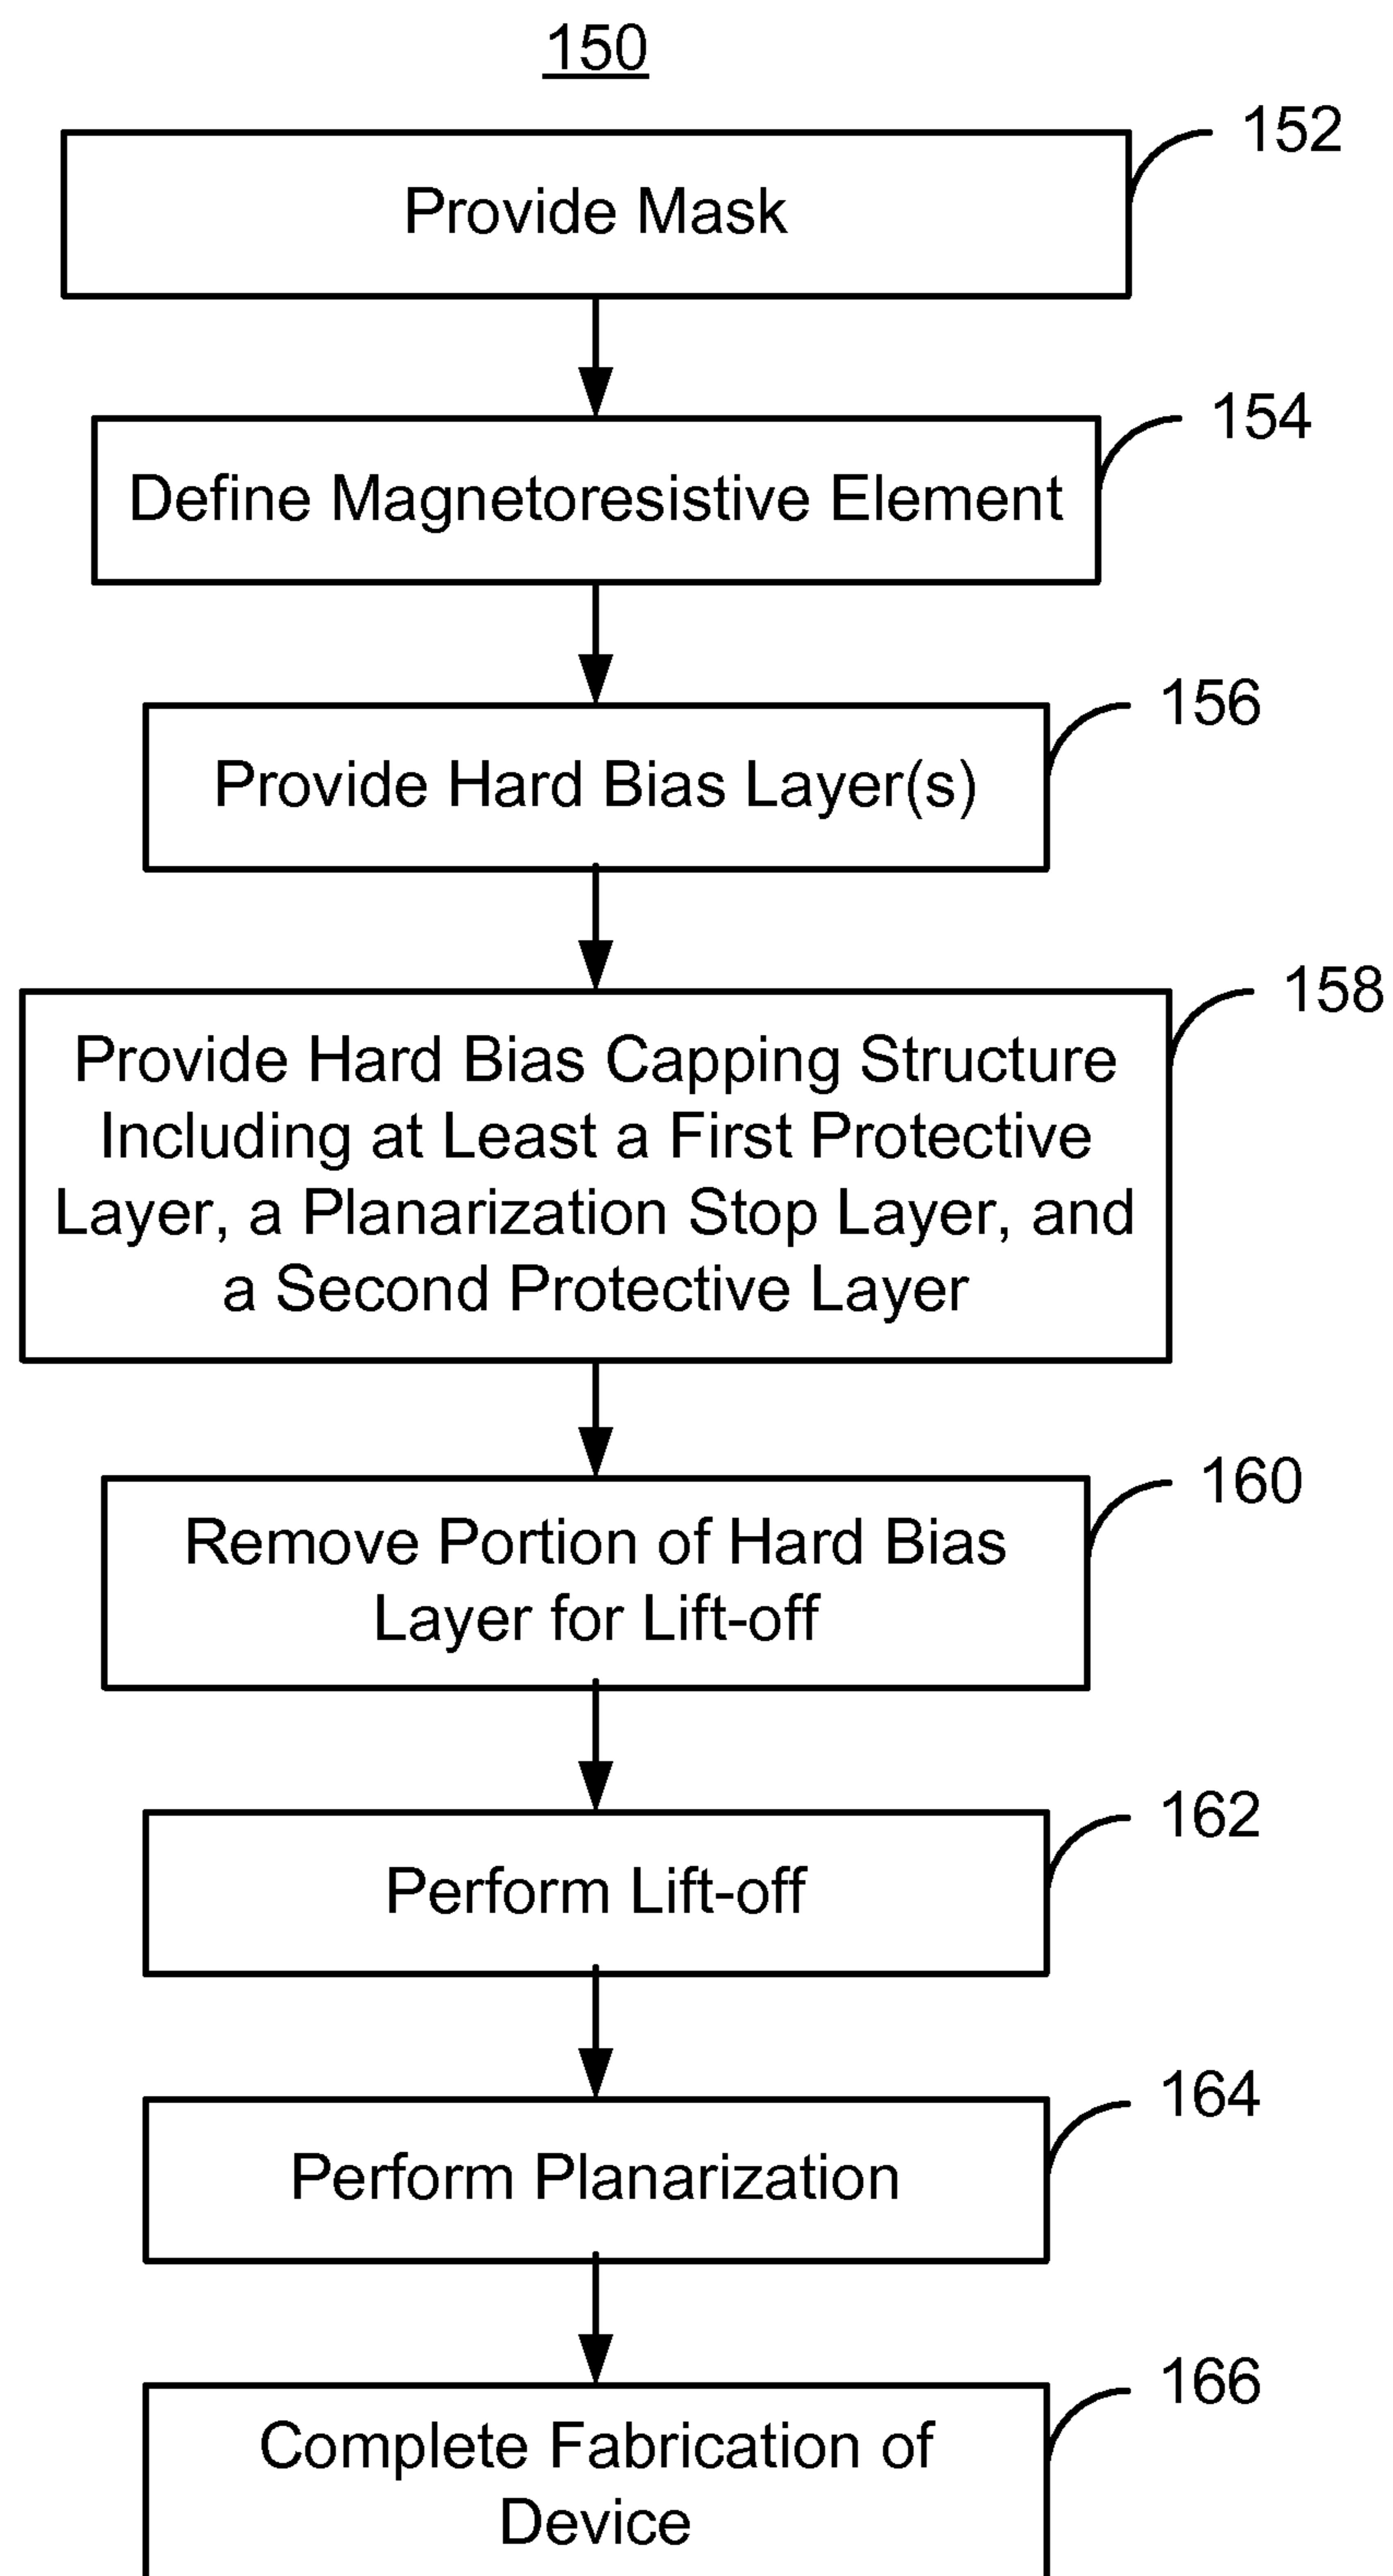 150
152
Provide Mask
154
Define Magnetoresistive Element
156
Provide Hard Bias Layer(s)
158
Provide Hard Bias Capping Structure
Including at Least a First Protective
Layer, a Planarization Stop Layer, and
a Second Protective Layer
160
Remove Portion of Hard Bias
Layer for Lift-off
162
Perform Lift-off
164
Perform Planarization
166
Complete Fabrication of
Device